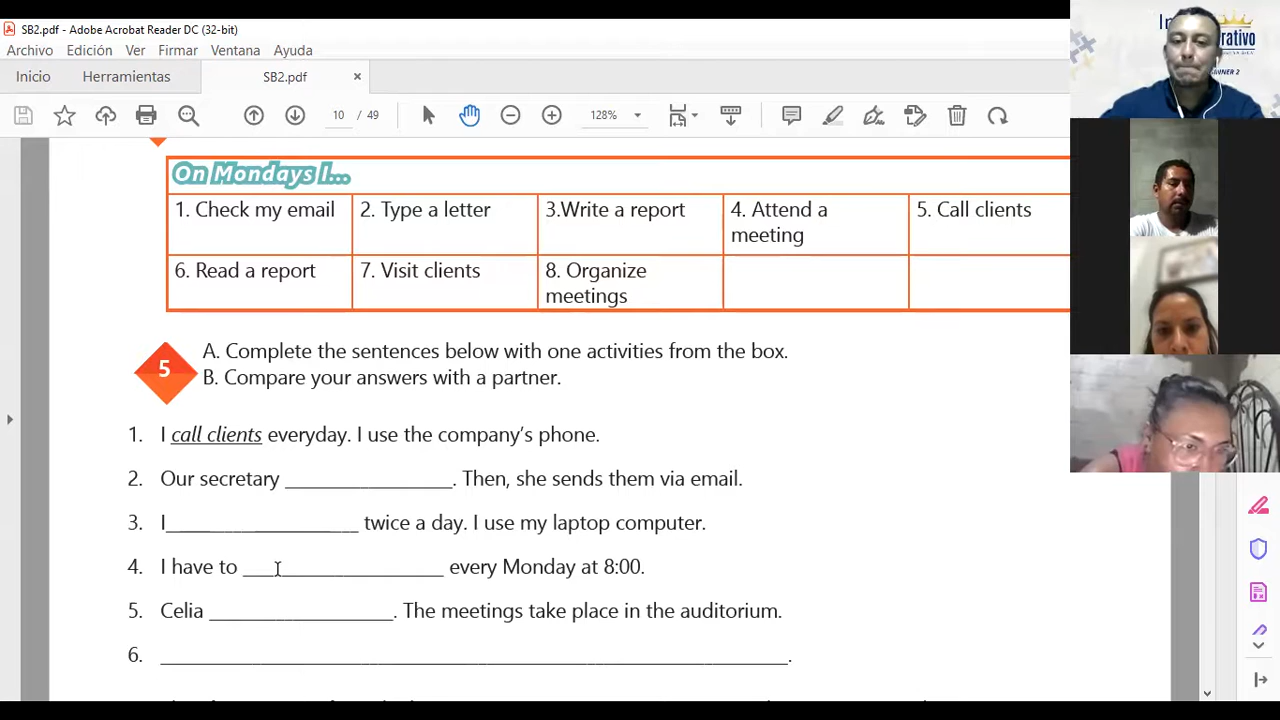 SB2.pdf - Adobe Acrobat Reader DC (32-bit)
Archivo Edición Ver Firmar Ventana Ayuda
Inicio Herramientas SB2.pdf ×
10 / 49 128%
On Mondays I...
1. Check my email 2. Type a letter 3.Write a report 4. Attend a meeting 5. Call clients
6. Read a report 7. Visit clients 8. Organize meetings
5
A. Complete the sentences below with one activities from the box.
B. Compare your answers with a partner.
1. I call clients everyday. I use the company's phone.
2. Our secretary ________________. Then, she sends them via email.
3. I__________________ twice a day. I use my laptop computer.
4. I have to ___________________ every Monday at 8:00.
5. Celia __________________. The meetings take place in the auditorium.
6. ____________________________________________________________.